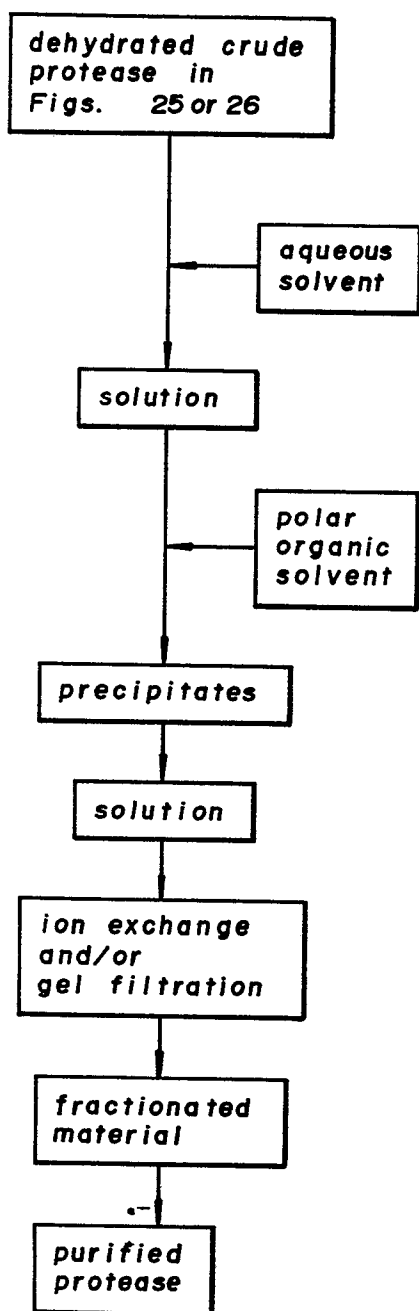 dehydrated crude
protease in
Figs. 25 or 26
aqueous
solvent
solution
polar
organic
solvent
precipitates
solution
ion exchange
and/or
gel filtration
fractionated
material
purified
protease